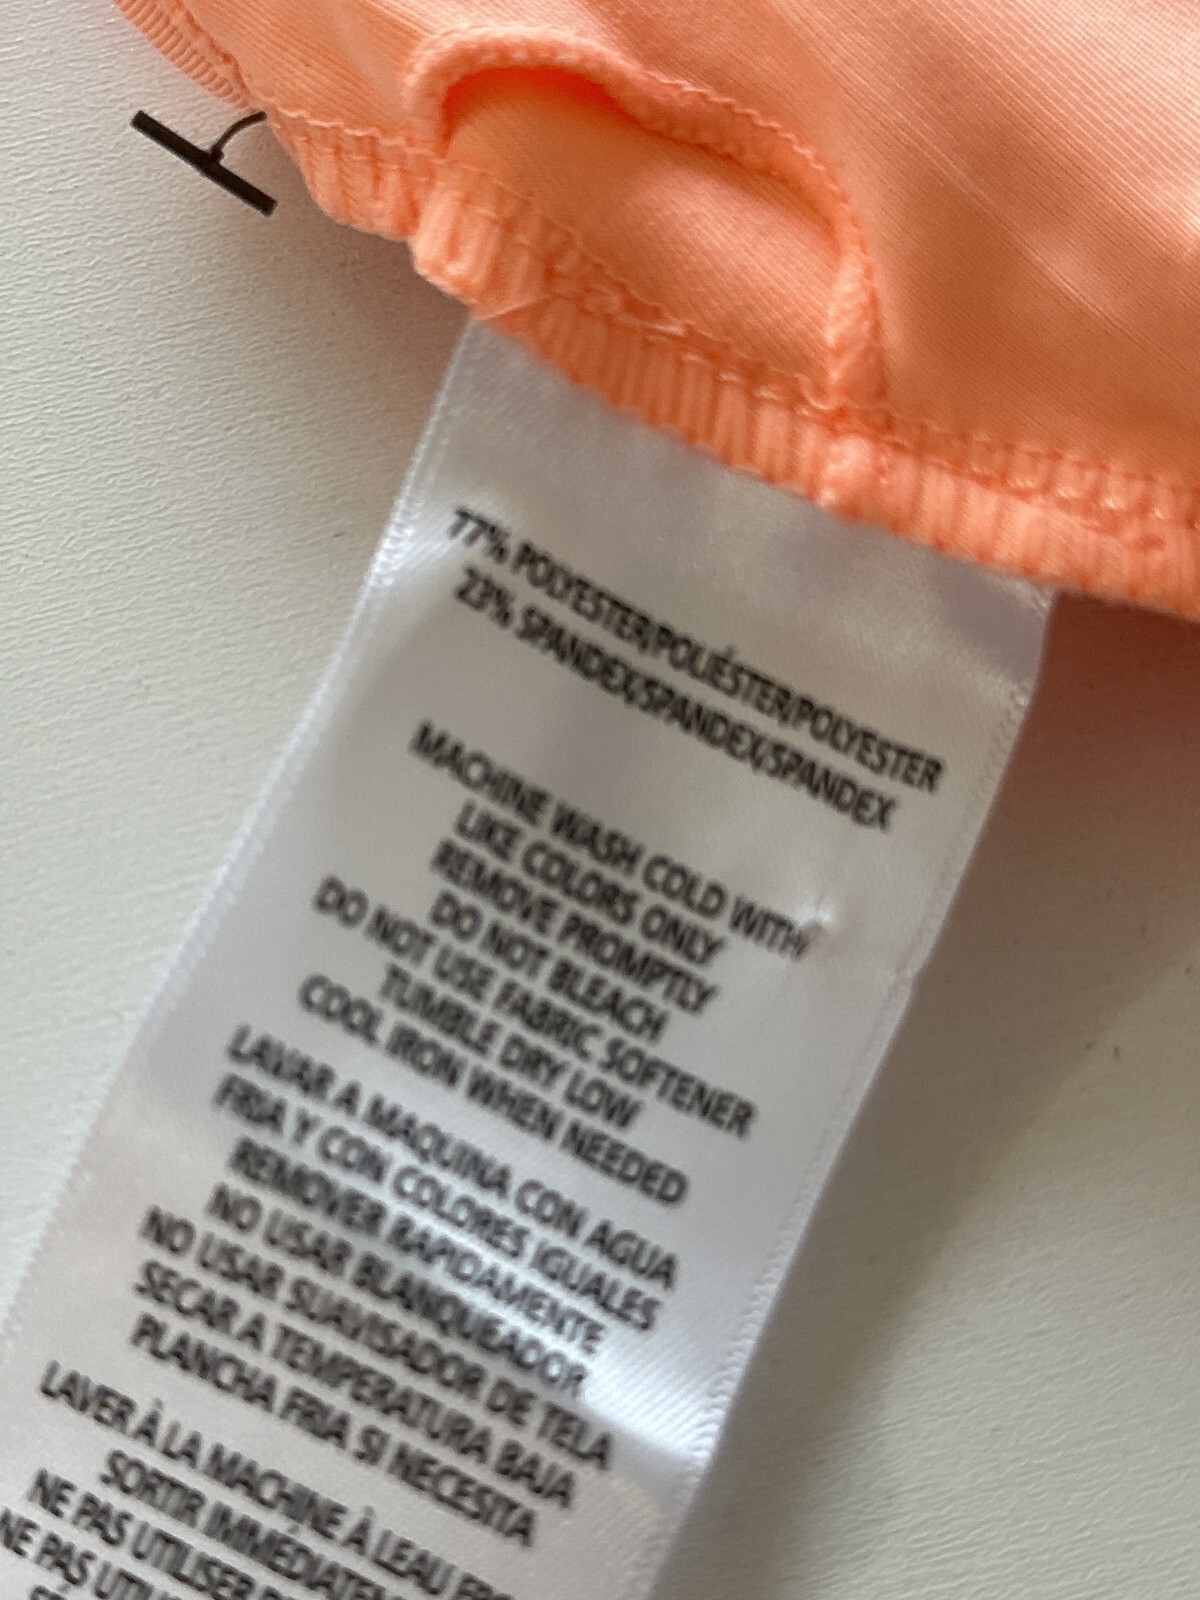 77% POLYESTER/POLIÉSTER/POLYESTER
23% SPANDEX/SPANDEX/SPANDEX
MACHINE WASH COLD WITH
LIKE COLORS ONLY
REMOVE PROMPTLY
DO NOT BLEACH
DO NOT USE FABRIC SOFTENER
TUMBLE DRY LOW
COOL IRON WHEN NEEDED
LAVAR A MAQUINA CON AGUA
FRIA Y CON COLORES IGUALES
REMOVER RAPIDAMENTE
NO USAR BLANQUEADOR
NO USAR SUAVISADOR DE TELA
SECAR A TEMPERATURA BAJA
PLANCHA FRIA SI NECESITA
LAVER À LA MACHINE À LEAU
SORTIR
NE PAS UTILISER
NE PAS